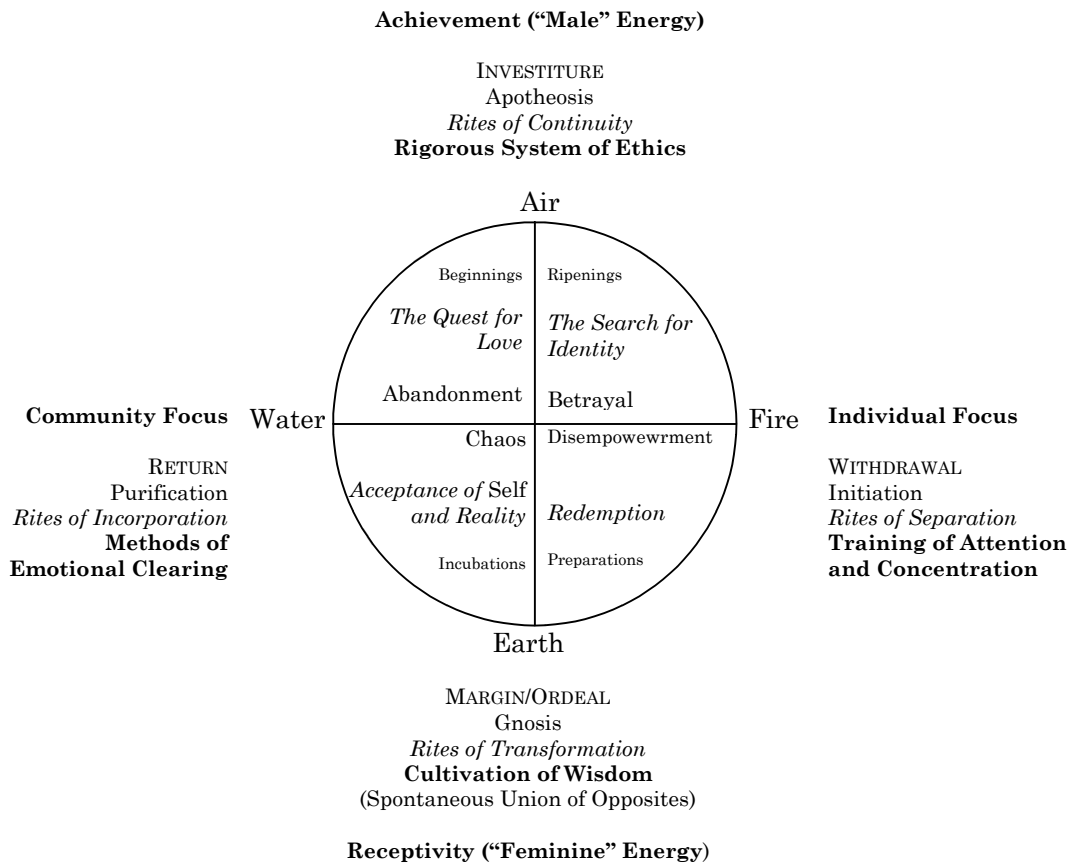 Achievement (“Male” Energy)
INVESTITURE
Apotheosis
Rites of Continuity
Rigorous System of Ethics
Air
Beginnings
Ripenings
The Quest for
Love
The Search for
Identity
Abandonment
Betrayal
Community Focus
Water
Fire
Individual Focus
Chaos
Disempowewrment
RETURN
Purification
Rites of Incorporation
Methods of
Emotional Clearing
Acceptance of Self
and Reality
Redemption
WITHDRAWAL
Initiation
Rites of Separation
Training of Attention
and Concentration
Incubations
Preparations
Earth
MARGIN/ORDEAL
Gnosis
Rites of Transformation
Cultivation of Wisdom
(Spontaneous Union of Opposites)
Receptivity (“Feminine” Energy)